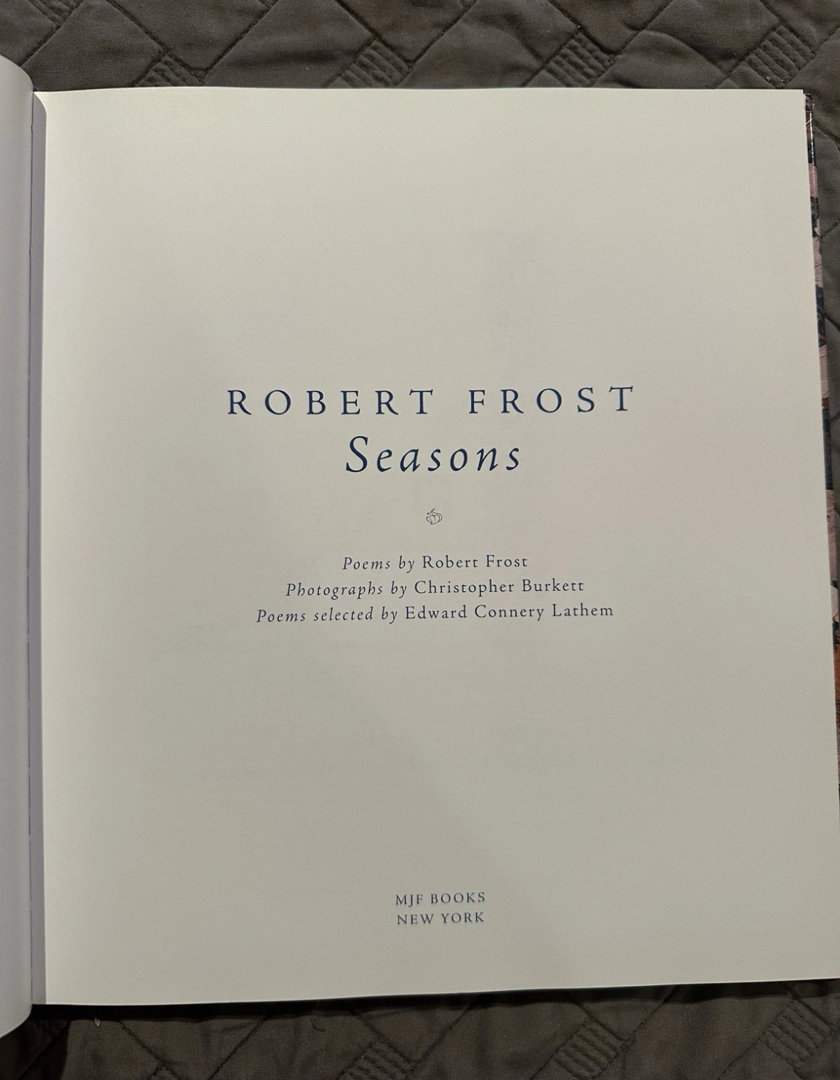 ROBERT FROST
Seasons
Poems by Robert Frost
Photographs by Christopher Burkett
Poems selected by Edward Connery Lathem
MJF BOOKS
NEW YORK